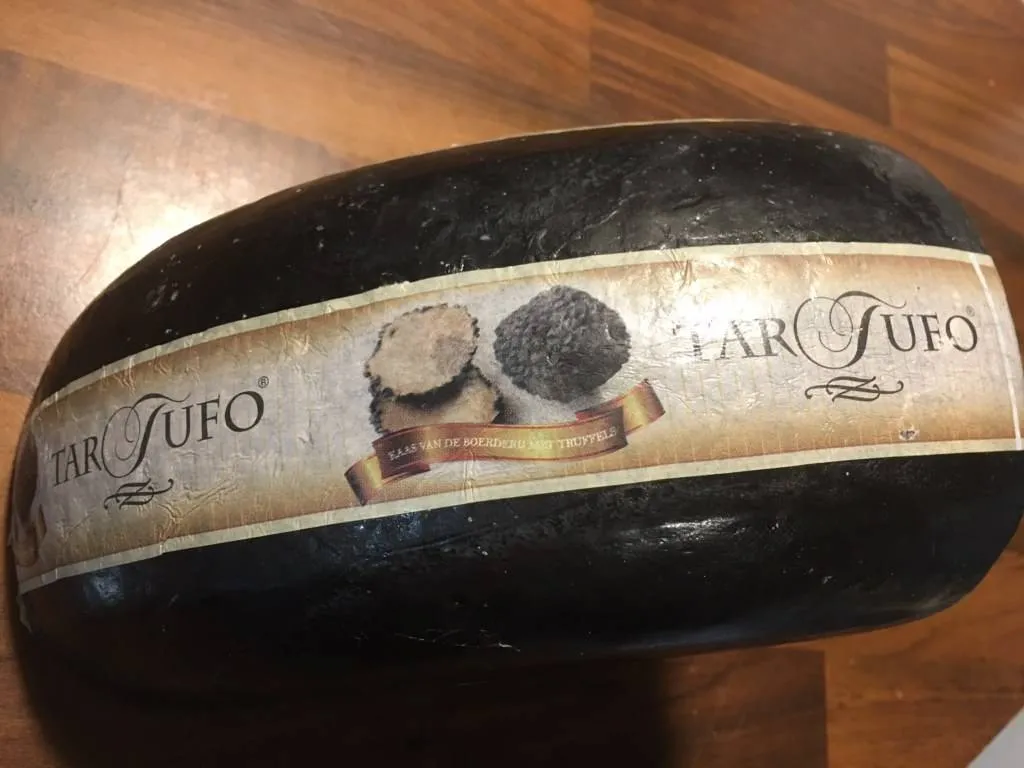 TARTUFO®
KAAS VAN DE BOERDERIJ MET TRUFFELS
TARTUFO®